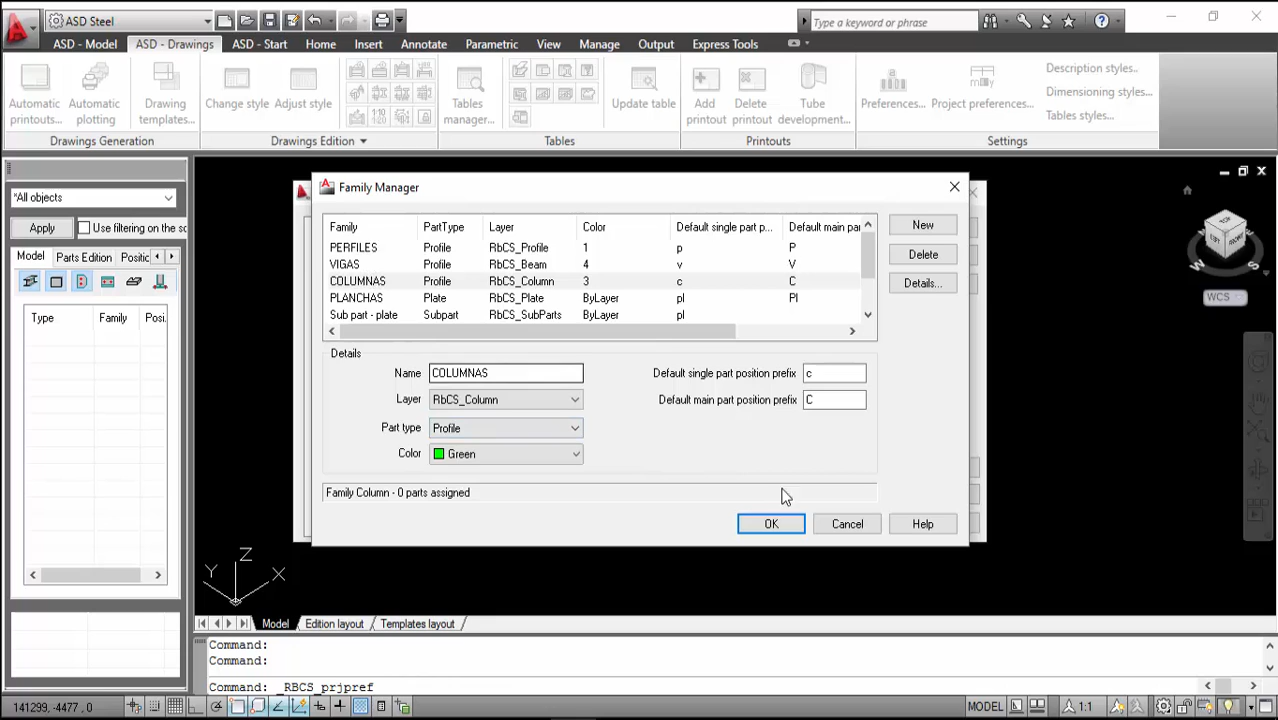 ASD Steel
Type a keyword or phrase
ASD - Model ASD - Drawings ASD - Start Home Insert Annotate Parametric View Manage Output Express Tools
Automatic printouts...
Automatic plotting
Drawing templates...
Change style
Adjust style
Tables manager...
Update table
Add printout
Delete printout
Tube development...
Preferences...
Project preferences...
Description styles..
Dimensioning styles..
Tables styles...
Drawings Generation Drawings Edition Tables Printouts Settings
*All objects
Apply Use filtering on the sc
Model Parts Edition Positic
Type Family Posi.
Family Manager
Family PartType Layer Color Default single part p... Default main par
PERFILES Profile RbCS_Profile 1 p P
VIGAS Profile RbCS_Beam 4 v V
COLUMNAS Profile RbCS_Column 3 c C
PLANCHAS Plate RbCS_Plate ByLayer pl Pl
Sub part - plate Subpart RbCS_SubParts ByLayer pl
New
Delete
Details...
Details
Name COLUMNAS Default single part position prefix c
Layer RbCS_Column Default main part position prefix C
Part type Profile
Color Green
Family Column - 0 parts assigned
OK Cancel Help
LEFT FRONT
W S
WCS
Z
Y X
Model Edition layout Templates layout
Command:
Command:
Command: _RBCS_prjpref
141299, -4477 , 0 MODEL 1:1